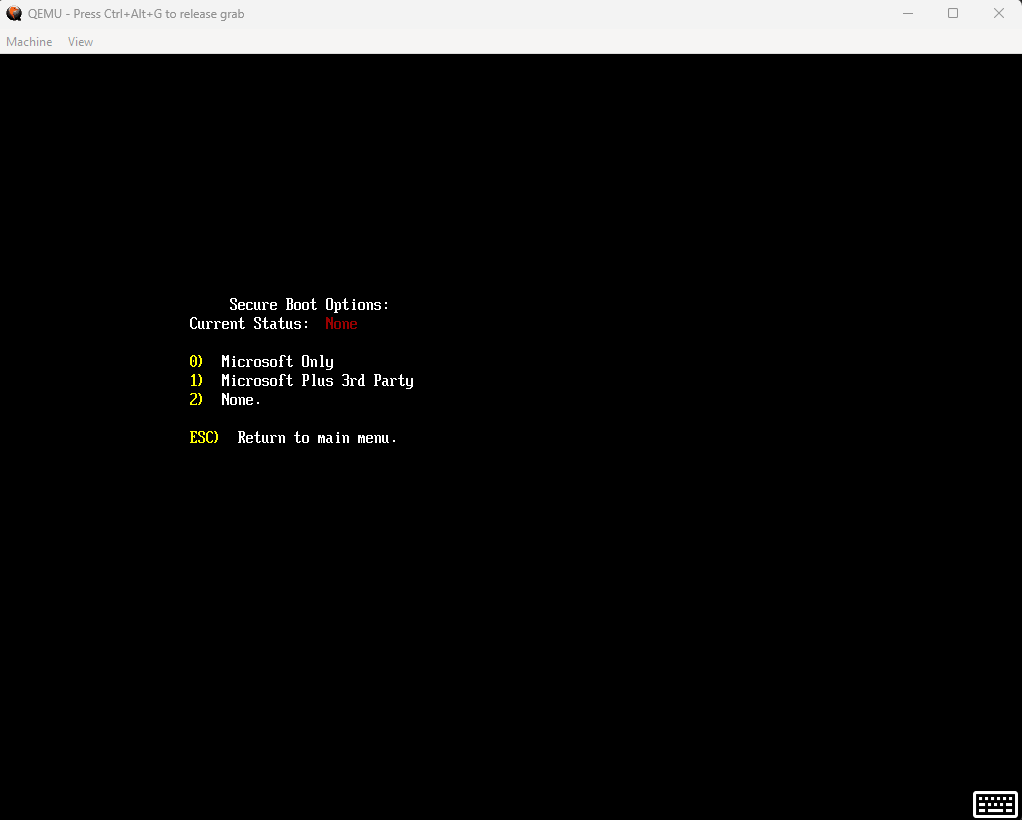 QEMU - Press Ctrl+Alt+G to release grab
Machine View
Secure Boot Options:
Current Status: None
0) Microsoft Only
1) Microsoft Plus 3rd Party
2) None.
ESC) Return to main menu.